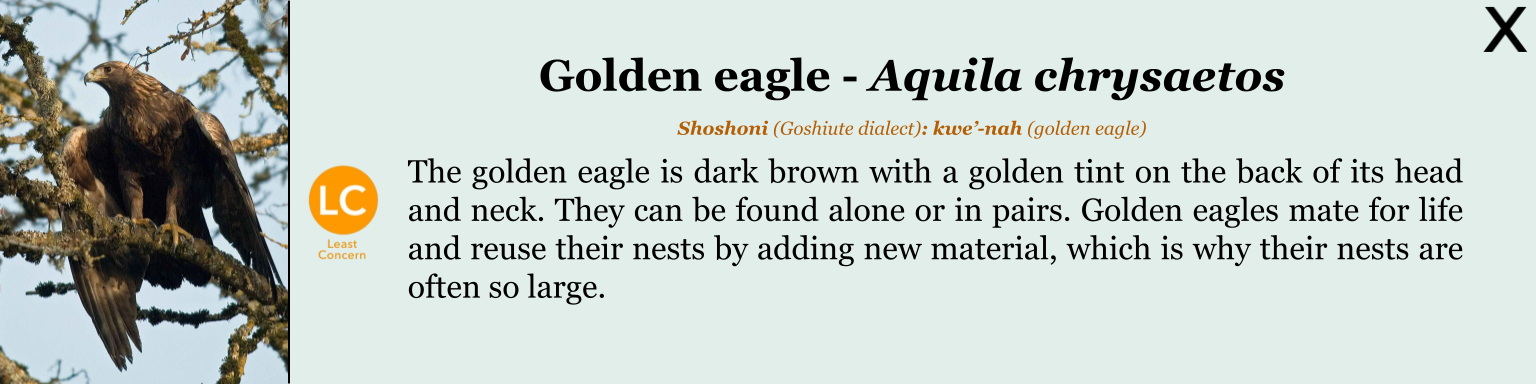 X
Golden eagle - Aquila chrysaetos
Shoshoni (Goshiute dialect): kwe’-nah (golden eagle)
LC
Least
Concern
The golden eagle is dark brown with a golden tint on the back of its head
and neck. They can be found alone or in pairs. Golden eagles mate for life
and reuse their nests by adding new material, which is why their nests are
often so large.